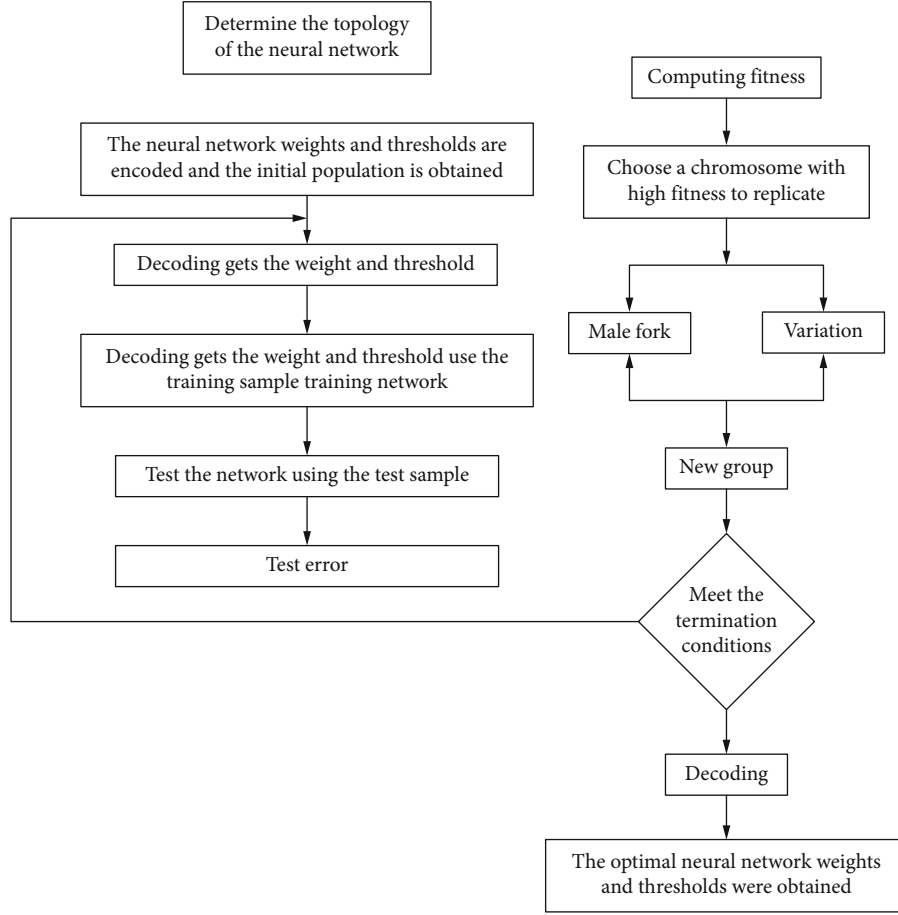 Determine the topology
of the neural network
The neural network weights and thresholds are
encoded and the initial population is obtained
Decoding gets the weight and threshold
Decoding gets the weight and threshold use the
training sample training network
Test the network using the test sample
Test error
Computing fitness
Choose a chromosome with
high fitness to replicate
Male fork
Variation
New group
Meet the
termination
conditions
Decoding
The optimal neural network weights
and thresholds were obtained